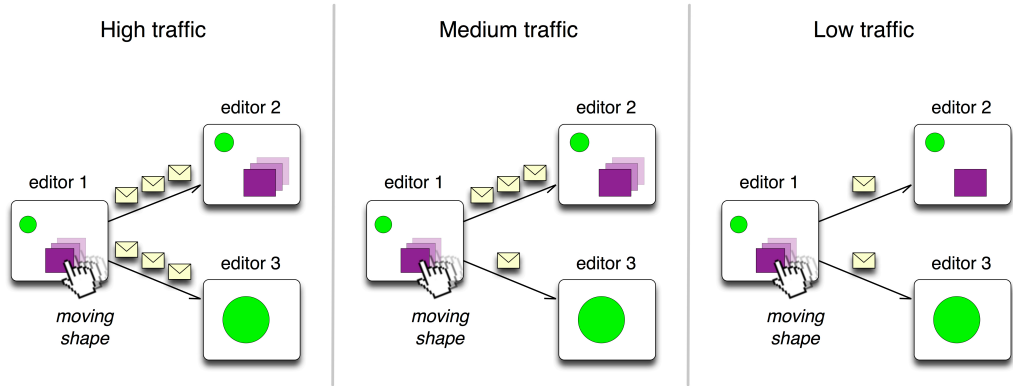 High traffic
editor 2
editor 1
editor 3
moving
shape
Medium traffic
editor 2
editor 1
editor 3
moving
shape
Low traffic
editor 2
editor 1
editor 3
moving
shape